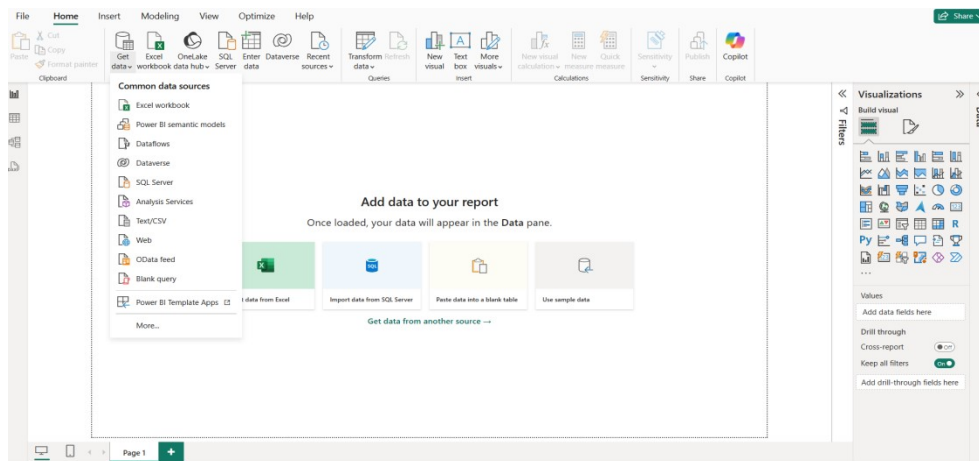 File Home Insert Modeling View Optimize Help
Share
Cut
Copy
Format painter
Paste
Clipboard
Get data
Excel workbook
OneLake data hub
SQL Server
Enter data
Dataverse
Recent sources
Transform data
Refresh
Queries
New visual
Text box
More visuals
Insert
New visual calculation
New measure
Quick measure
Calculations
Sensitivity
Sensitivity
Publish
Share
Copilot
Copilot
Common data sources
Excel workbook
Power BI semantic models
Dataflows
Dataverse
SQL Server
Analysis Services
Text/CSV
Web
OData feed
Blank query
Power BI Template Apps
More...
Add data to your report
Once loaded, your data will appear in the Data pane.
SQL
data from Excel
Import data from SQL Server
Paste data into a blank table
Use sample data
Get data from another source →
Filters
Visualizations
Data
Build visual
R
Py
...
Values
Add data fields here
Drill through
Cross-report
Off
Keep all filters
On
Add drill-through fields here
Page 1